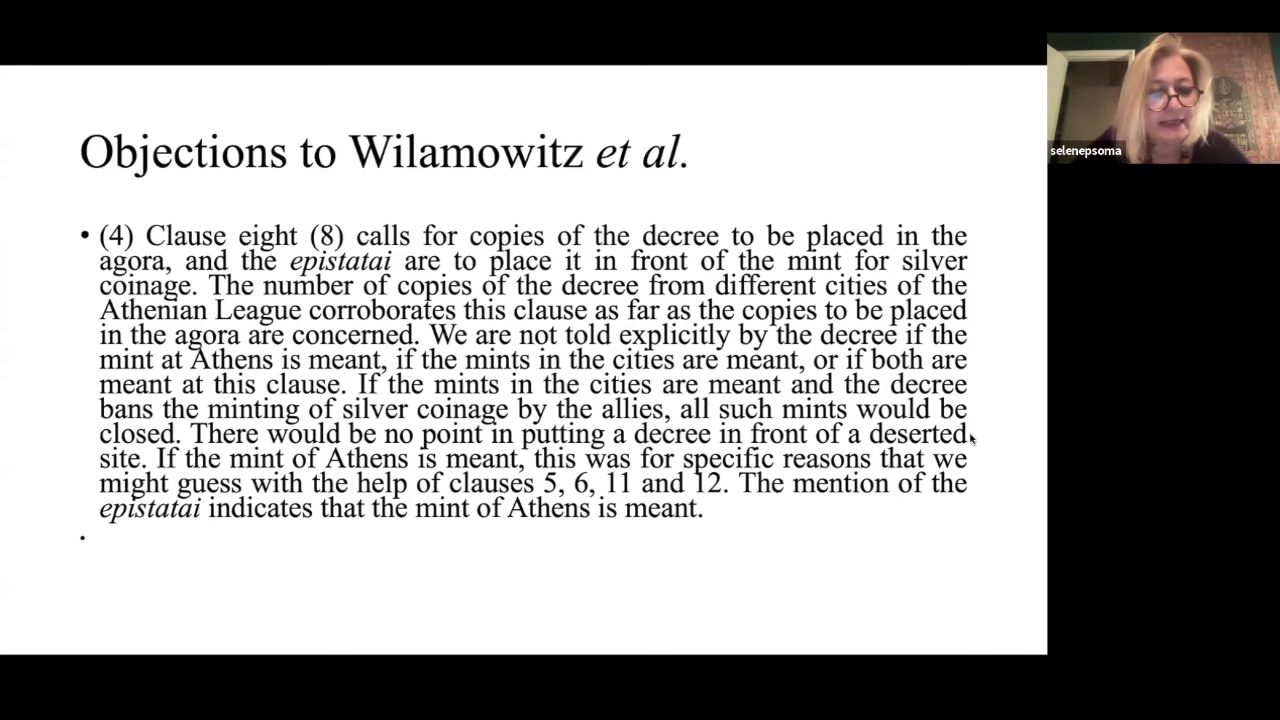 Objections to Wilamowitz et al.
• (4) Clause eight (8) calls for copies of the decree to be placed in the
agora, and the epistatai are to place it in front of the mint for silver
coinage. The number of copies of the decree from different cities of the
Athenian League corroborates this clause as far as the copies to be placed
in the agora are concerned. We are not told explicitly by the decree if the
mint at Athens is meant, if the mints in the cities are meant, or if both are
meant at this clause. If the mints in the cities are meant and the decree
bans the minting of silver coinage by the allies, all such mints would be
closed. There would be no point in putting a decree in front of a deserted
site. If the mint of Athens is meant, this was for specific reasons that we
might guess with the help of clauses 5, 6, 11 and 12. The mention of the
epistatai indicates that the mint of Athens is meant.
•
selenepsoma